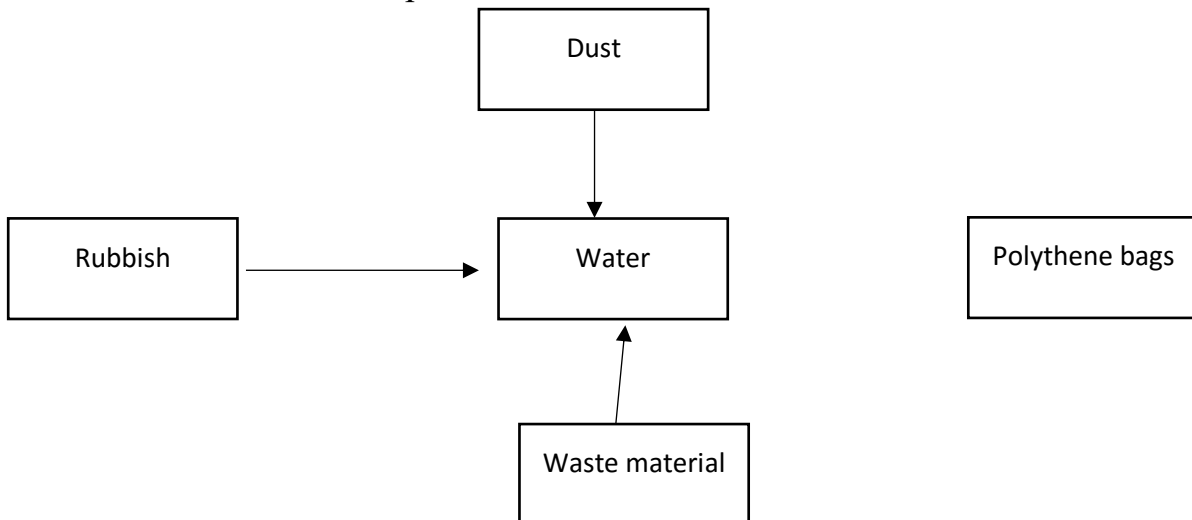 Dust
Rubbish
Water
Polythene bags
Waste material